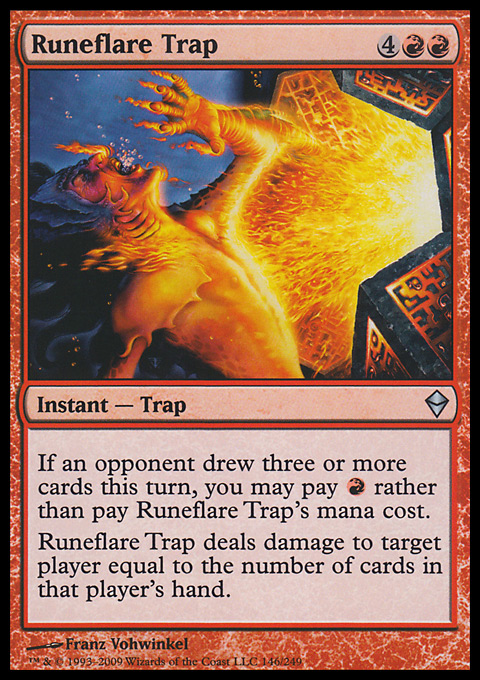 Runeflare Trap 4
Instant — Trap
If an opponent drew three or more
cards this turn, you may pay rather
than pay Runeflare Trap's mana cost.
Runeflare Trap deals damage to target
player equal to the number of cards in
that player's hand.
Franz Vohwinkel
™ & © 1993–2009 Wizards of the Coast LLC 146/249